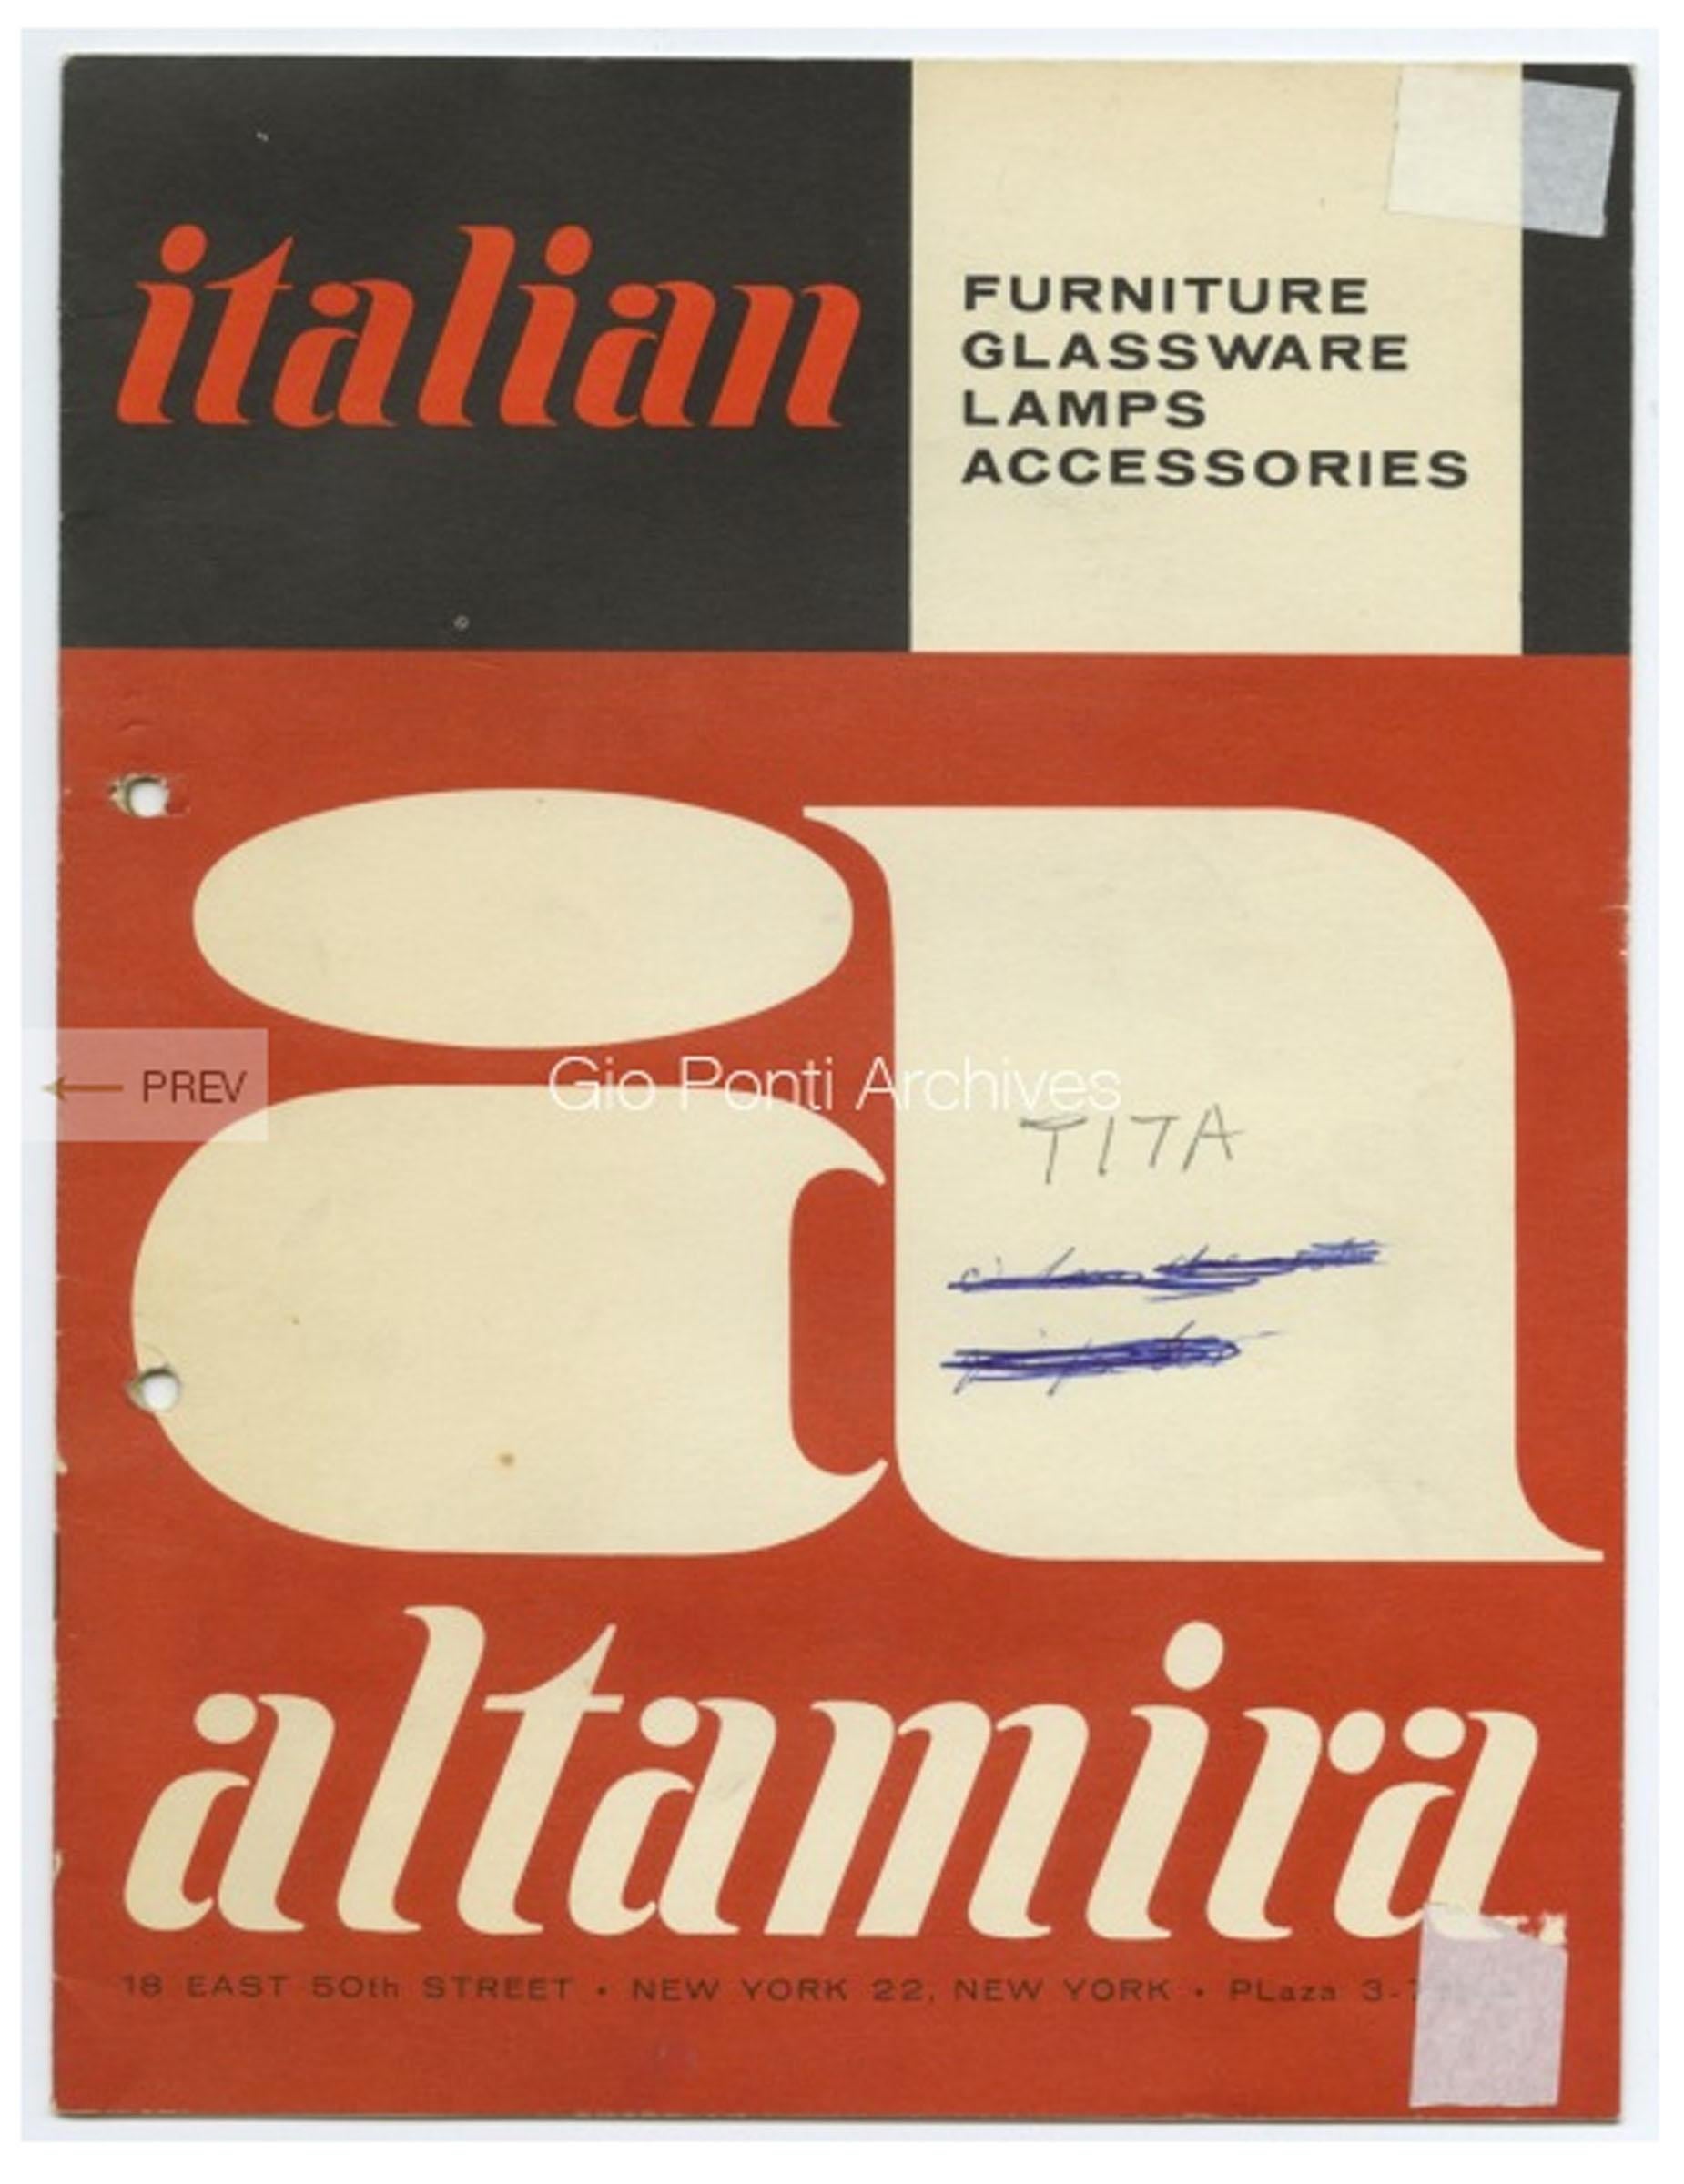 italian
FURNITURE
GLASSWARE
LAMPS
ACCESSORIES
a
PREV
Gio Ponti Archives
TITA
altamira
18 EAST 50th STREET • NEW YORK 22, NEW YORK • PLaza 3-7